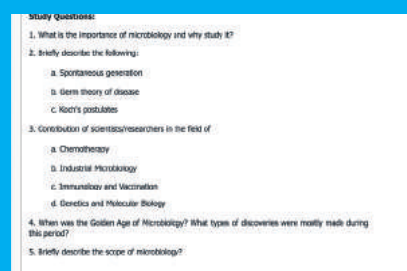 Study Questions:
1. What is the importance of microbiology and why study it?
2. Briefly describe the following:
a. Spontaneous generation
b. Germ theory of disease
c. Koch's postulates
3. Contribution of scientists/researchers in the field of
a. Chemotherapy
b. Industrial Microbiology
c. Immunology and Vaccination
d. Genetics and Molecular Biology
4. When was the Golden Age of Microbiology? What types of discoveries were mostly made during
this period?
5. Briefly describe the scope of microbiology?